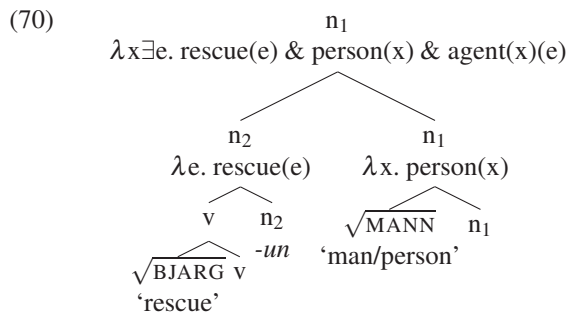 (70) n₁
λx∃e. rescue(e) & person(x) & agent(x)(e)
n₂ n₁
λe. rescue(e) λx. person(x)
v n₂ √MANN n₁
-un 'man/person'
√BJARG v
'rescue'